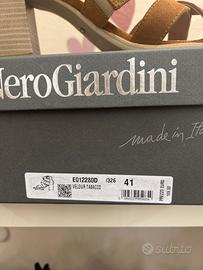 NeroGiardini
made in Ita
E012280D /326 41
VELOUR TABACCO
PREZZO EURO
subito